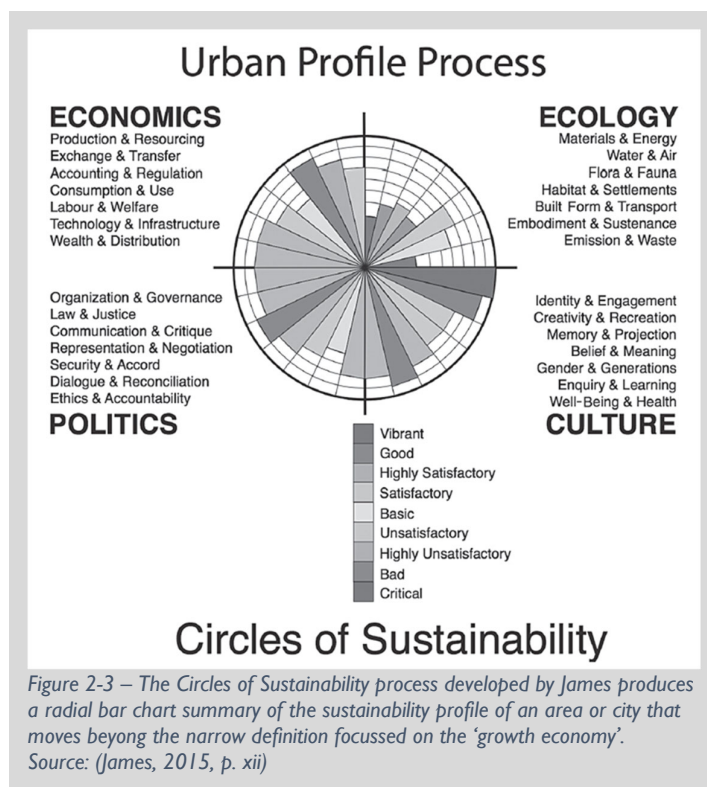 Urban Profile Process
ECONOMICS
Production & Resourcing
Exchange & Transfer
Accounting & Regulation
Consumption & Use
Labour & Welfare
Technology & Infrastructure
Wealth & Distribution
ECOLOGY
Materials & Energy
Water & Air
Flora & Fauna
Habitat & Settlements
Built Form & Transport
Embodiment & Sustenance
Emission & Waste
Organization & Governance
Law & Justice
Communication & Critique
Representation & Negotiation
Security & Accord
Dialogue & Reconciliation
Ethics & Accountability
POLITICS
Identity & Engagement
Creativity & Recreation
Memory & Projection
Belief & Meaning
Gender & Generations
Enquiry & Learning
Well-Being & Health
CULTURE
Vibrant
Good
Highly Satisfactory
Satisfactory
Basic
Unsatisfactory
Highly Unsatisfactory
Bad
Critical
Circles of Sustainability
Figure 2-3 – The Circles of Sustainability process developed by James produces
a radial bar chart summary of the sustainability profile of an area or city that
moves beyong the narrow definition focussed on the ‘growth economy’.
Source: (James, 2015, p. xii)